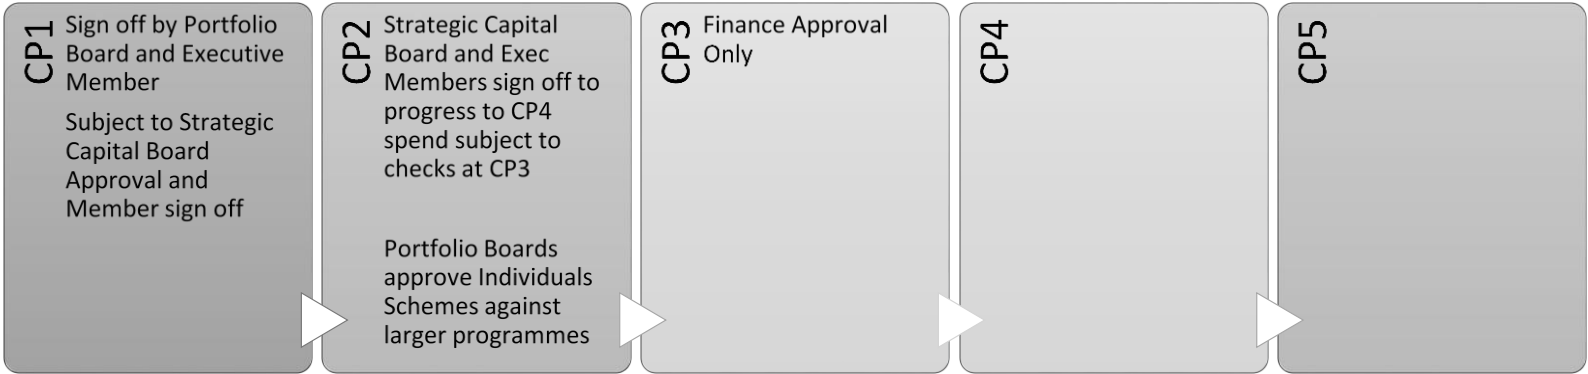 CP1
Sign off by Portfolio
Board and Executive
Member
Subject to Strategic
Capital Board
Approval and
Member sign off
CP2
Strategic Capital
Board and Exec
Members sign off to
progress to CP4
spend subject to
checks at CP3
Portfolio Boards
approve Individuals
Schemes against
larger programmes
CP3
Finance Approval
Only
CP4
CP5